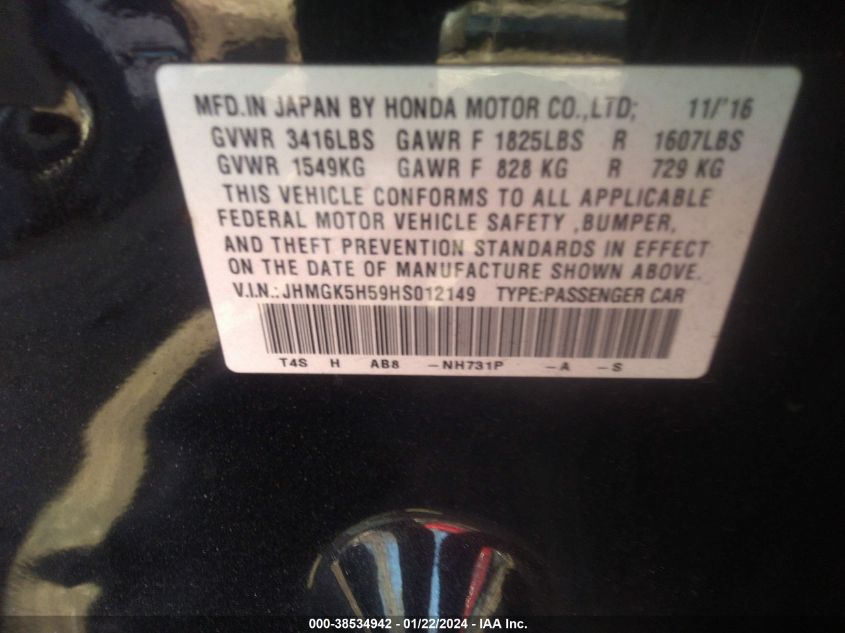 MFD.IN JAPAN BY HONDA MOTOR CO.,LTD; 11/'16
GVWR 3416LBS GAWR F 1825LBS R 1607LBS
GVWR 1549KG GAWR F 828 KG R 729 KG
THIS VEHICLE CONFORMS TO ALL APPLICABLE
FEDERAL MOTOR VEHICLE SAFETY ,BUMPER,
AND THEFT PREVENTION STANDARDS IN EFFECT
ON THE DATE OF MANUFACTURE SHOWN ABOVE.
V.I.N.:JHMGK5H59HS012149 TYPE:PASSENGER CAR
T4S H AB8 -NH731P -A -S
000-38534942 - 01/22/2024 - IAA Inc.